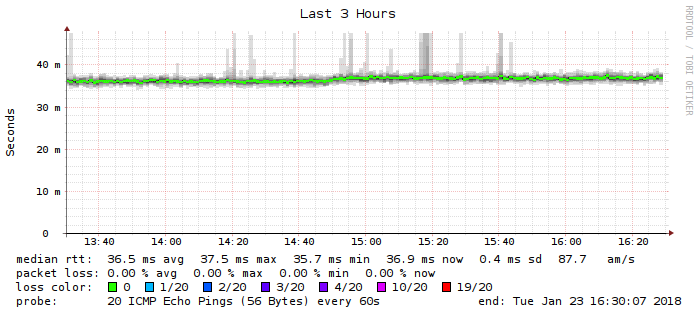 Last 3 Hours
RRDTOOL / TOBI OETIKER
Seconds
40 m
30 m
20 m
10 m
0
13:40 14:00 14:20 14:40 15:00 15:20 15:40 16:00 16:20
median rtt: 36.5 ms avg 37.5 ms max 35.7 ms min 36.9 ms now 0.4 ms sd 87.7 am/s
packet loss: 0.00 % avg 0.00 % max 0.00 % min 0.00 % now
loss color: 0 1/20 2/20 3/20 4/20 10/20 19/20
probe: 20 ICMP Echo Pings (56 Bytes) every 60s end: Tue Jan 23 16:30:07 2018